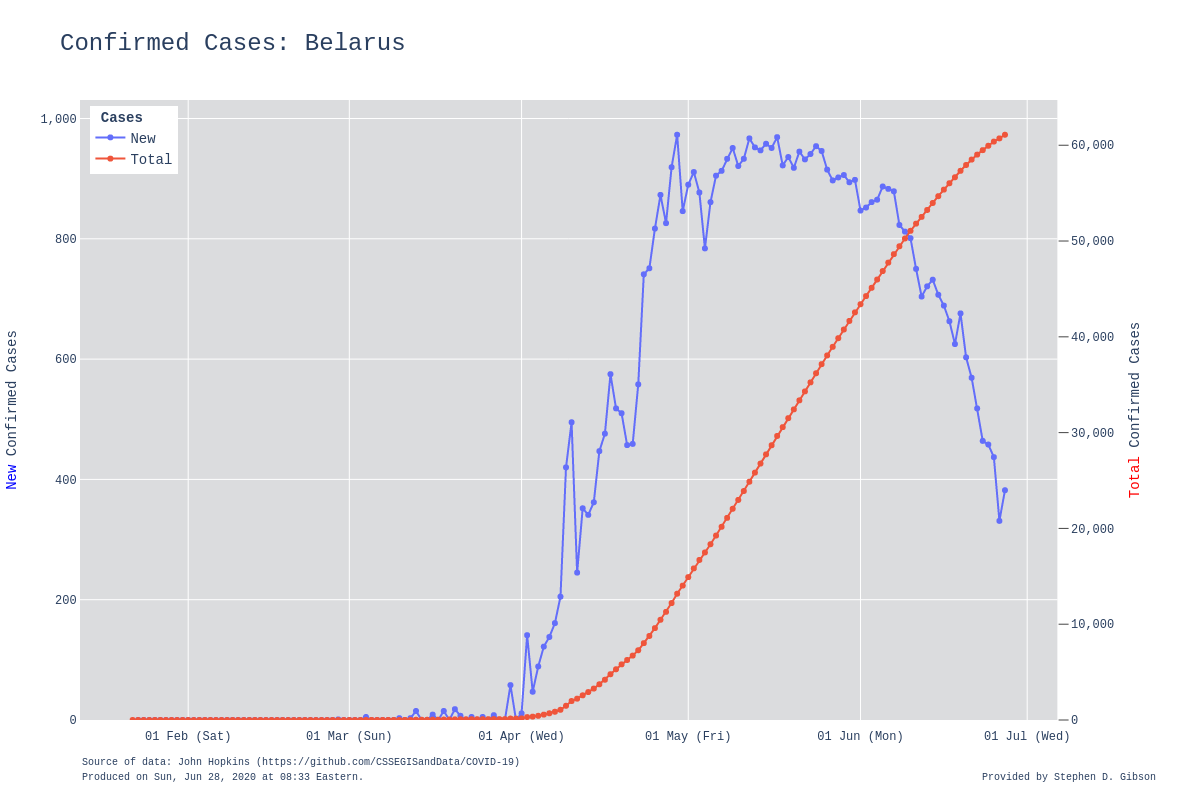 Confirmed Cases: Belarus
Cases
New
Total
1,000
800
600
400
200
0
New Confirmed Cases
60,000
50,000
40,000
30,000
20,000
10,000
0
Total Confirmed Cases
01 Feb (Sat) 01 Mar (Sun) 01 Apr (Wed) 01 May (Fri) 01 Jun (Mon) 01 Jul (Wed)
Source of data: John Hopkins (https://github.com/CSSEGISandData/COVID-19)
Produced on Sun, Jun 28, 2020 at 08:33 Eastern.
Provided by Stephen D. Gibson